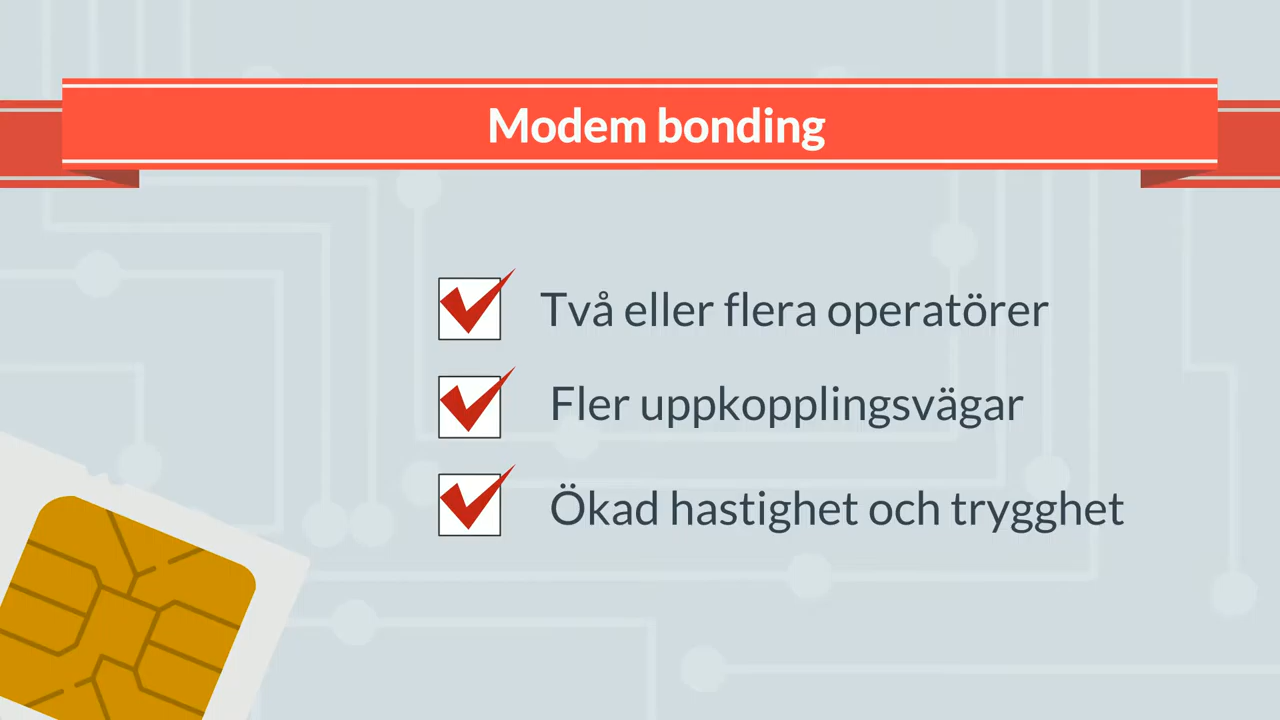 Modem bonding
Två eller flera operatörer
Fler uppkopplingsvägar
Ökad hastighet och trygghet